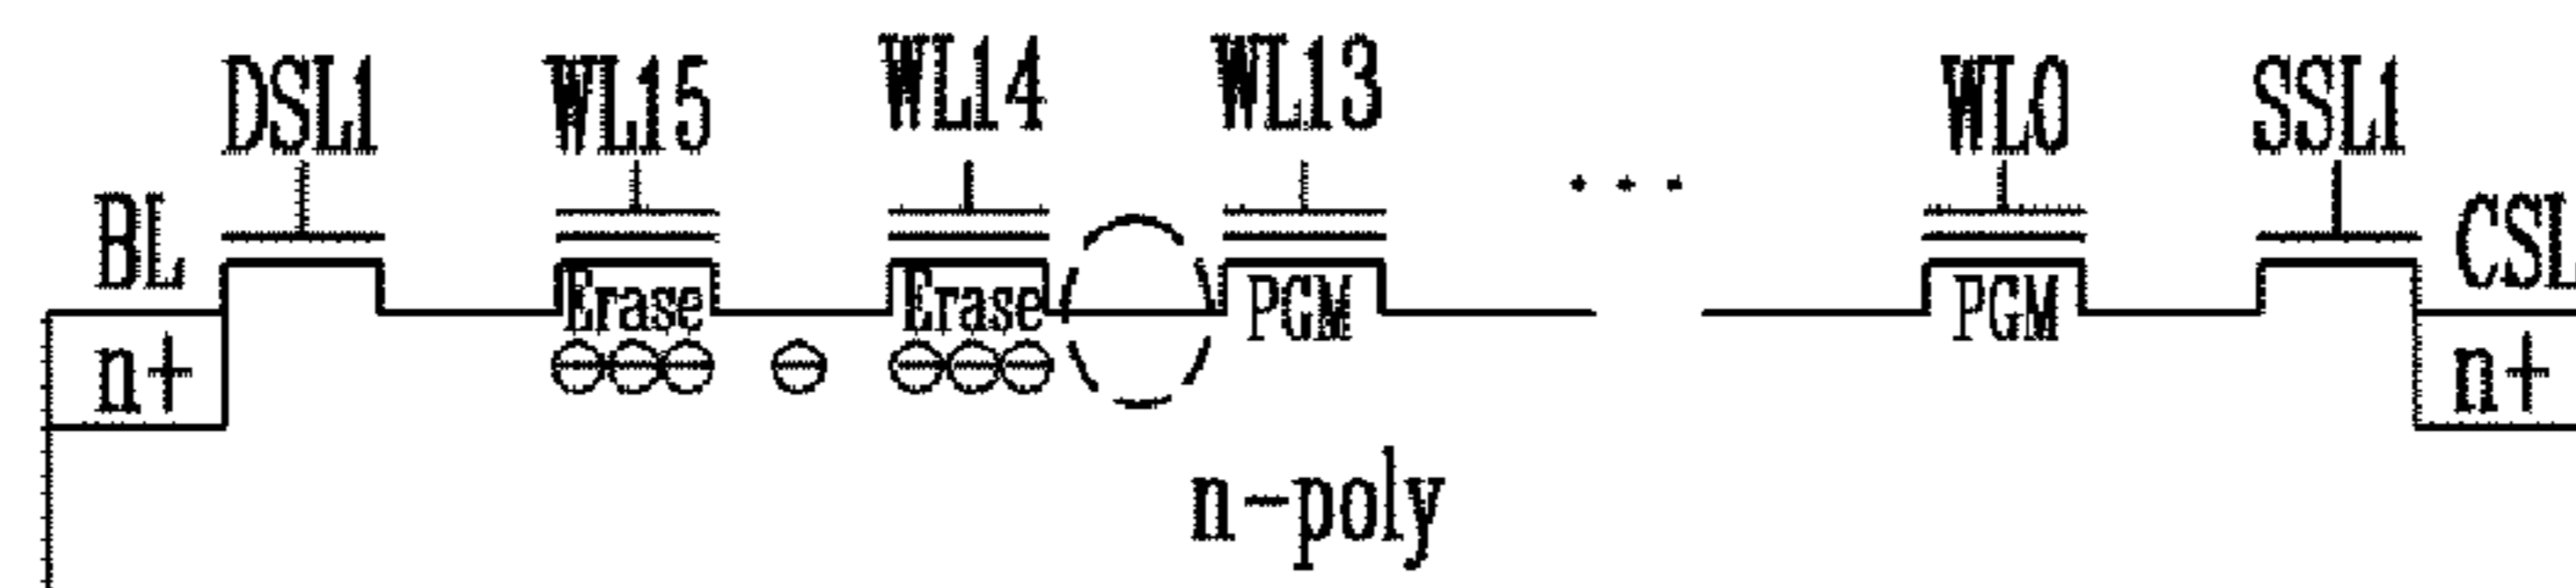 DSL1 WL15 WL14 WL13 WL0 SSL1
BL ... CSL
Erase Erase PGM PGM
n+ n+
n-poly